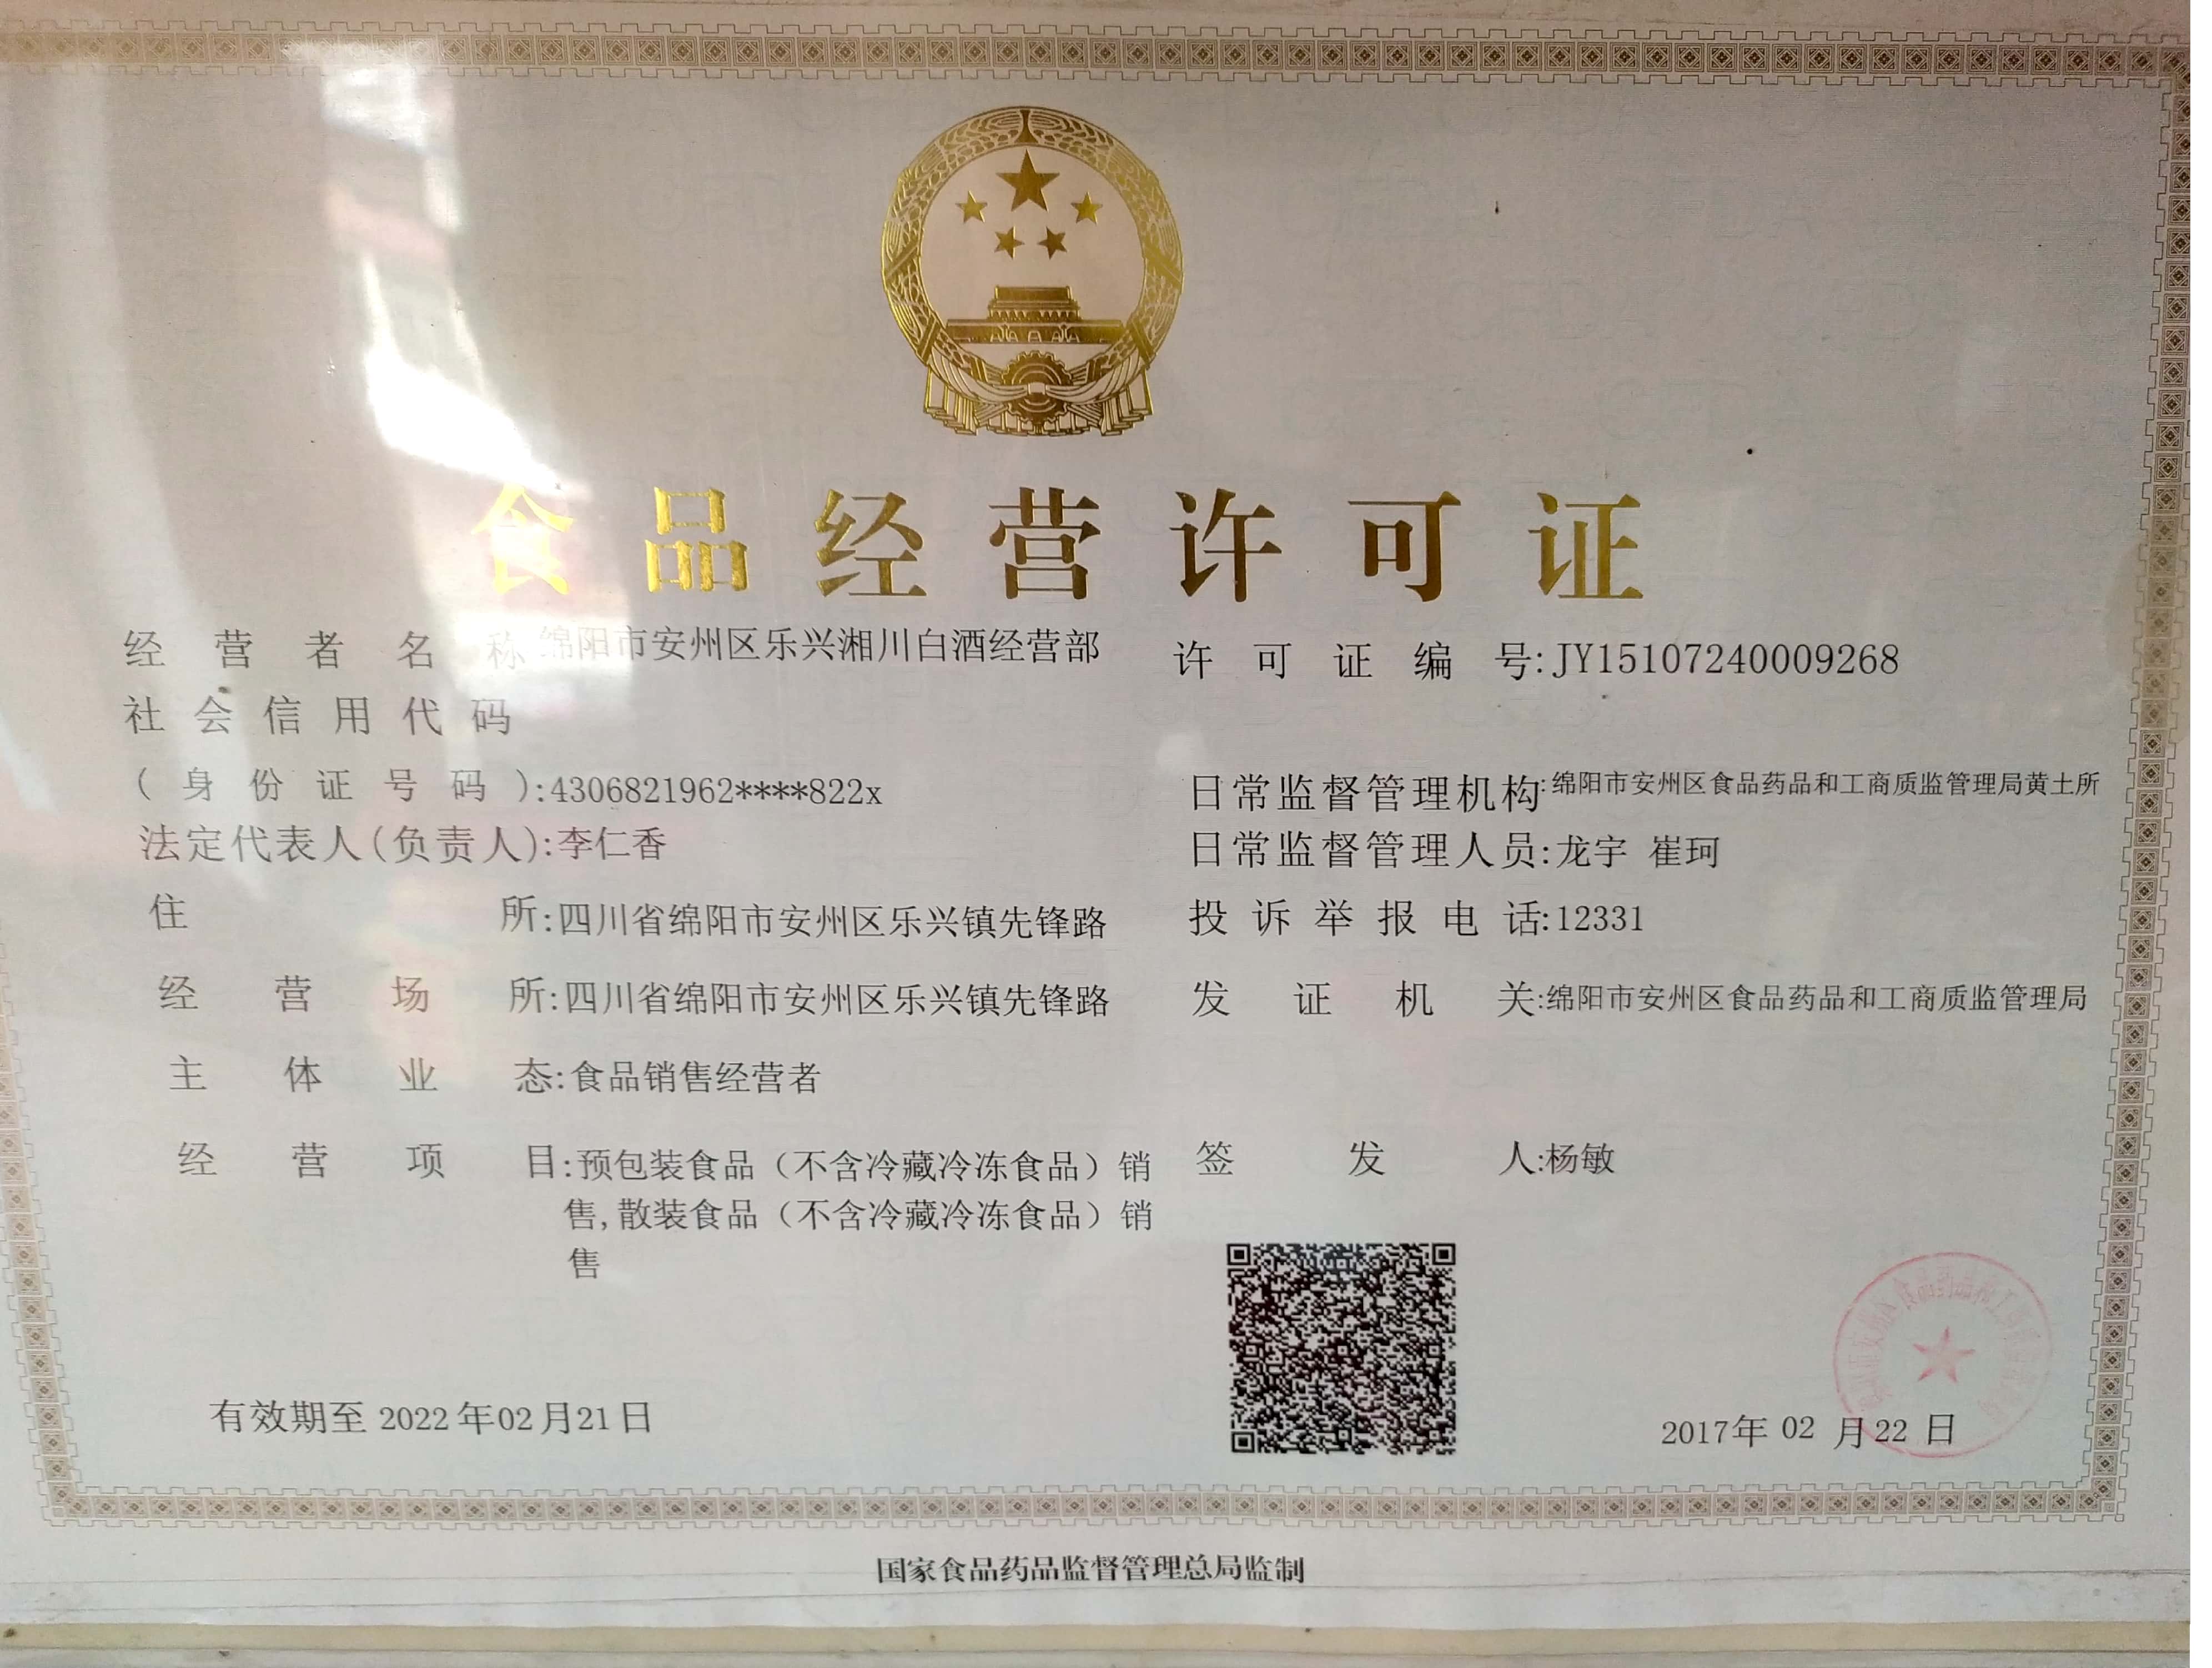 食品经营许可证
经营者名称 绵阳市安州区乐兴湘川白酒经营部
社会信用代码
(身份证号码):4306821962****822x
法定代表人(负责人):李仁香
住所:四川省绵阳市安州区乐兴镇先锋路
经营场所:四川省绵阳市安州区乐兴镇先锋路
主体业态:食品销售经营者
经营项目:预包装食品（不含冷藏冷冻食品）销
售,散装食品（不含冷藏冷冻食品）销
售
有效期至 2022年02月21日
许可证编号:JY15107240009268
日常监督管理机构:绵阳市安州区食品药品和工商质监管理局黄土所
日常监督管理人员:龙宇 崔珂
投诉举报电话:12331
发证机关:绵阳市安州区食品药品和工商质监管理局
签发人:杨敏
2017年 02 月 22 日
国家食品药品监督管理总局监制